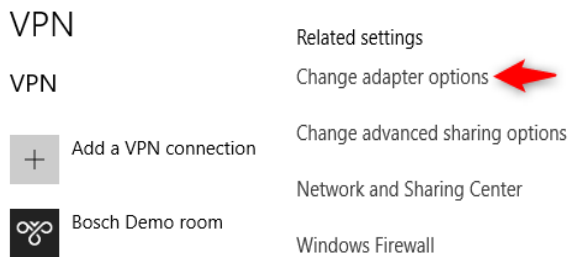 VPN
VPN
Add a VPN connection
Bosch Demo room
Related settings
Change adapter options
Change advanced sharing options
Network and Sharing Center
Windows Firewall